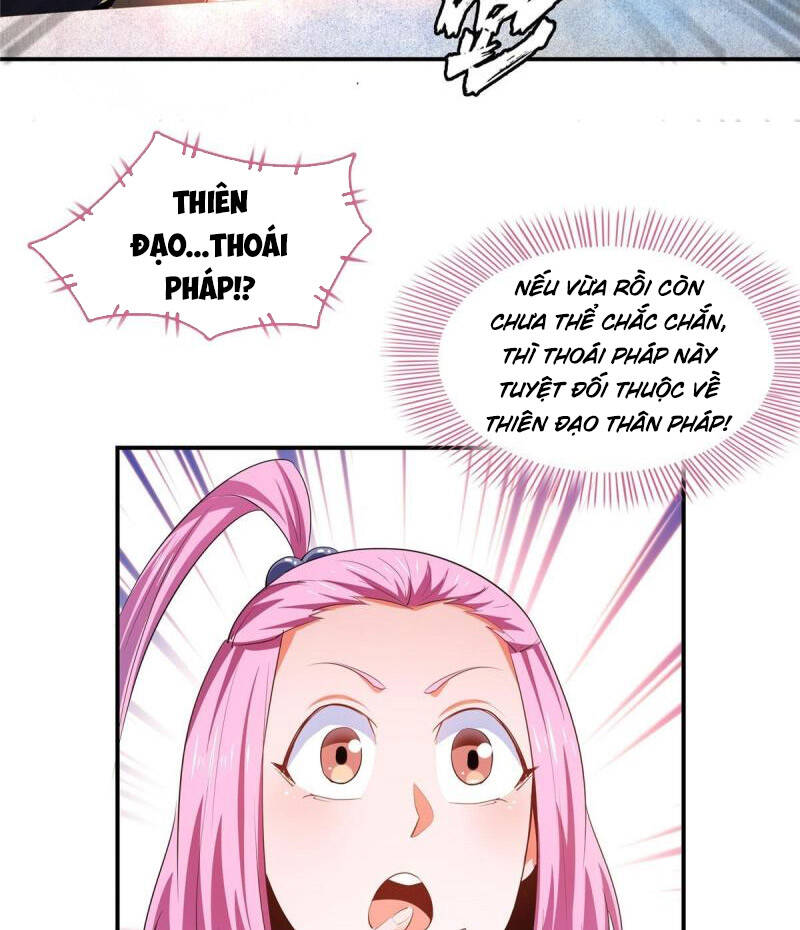 THIÊN
ĐẠO...THOÁI
PHÁP!?
NẾU VỪA RỒI CÒN
CHƯA THỂ CHẮC CHẮN,
THÌ THOÁI PHÁP NÀY
TUYỆT ĐỐI THUỘC VỀ
THIÊN ĐẠO THÂN PHÁP!